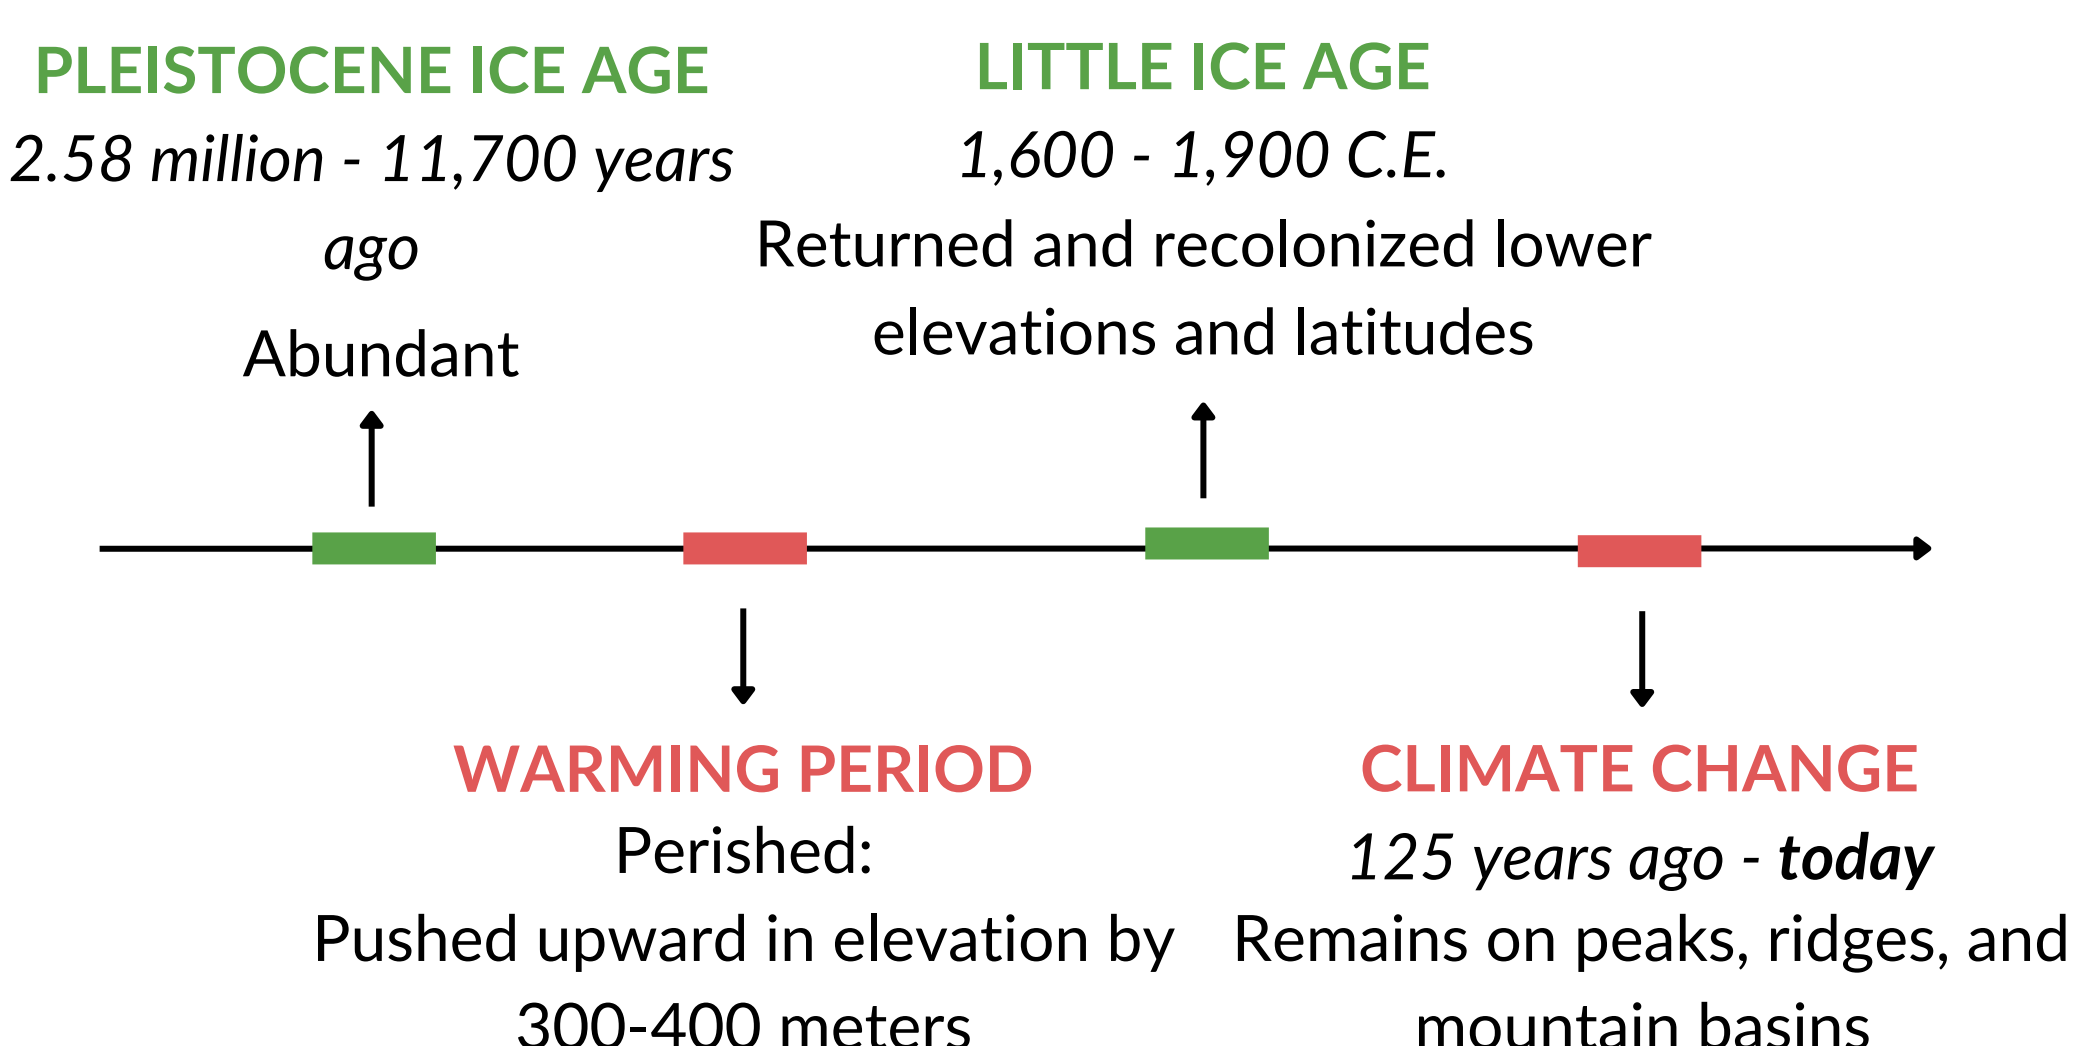 PLEISTOCENE ICE AGE
2.58 million - 11,700 years
ago
Abundant
LITTLE ICE AGE
1,600 - 1,900 C.E.
Returned and recolonized lower
elevations and latitudes
WARMING PERIOD
Perished:
Pushed upward in elevation by
300-400 meters
CLIMATE CHANGE
125 years ago - today
Remains on peaks, ridges, and
mountain basins